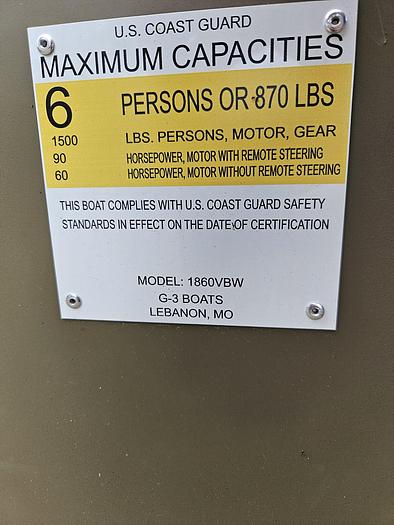 U.S. COAST GUARD
MAXIMUM CAPACITIES
6 PERSONS OR 870 LBS
1500 LBS. PERSONS, MOTOR, GEAR
90 HORSEPOWER, MOTOR WITH REMOTE STEERING
60 HORSEPOWER, MOTOR WITHOUT REMOTE STEERING
THIS BOAT COMPLIES WITH U.S. COAST GUARD SAFETY
STANDARDS IN EFFECT ON THE DATE OF CERTIFICATION
MODEL: 1860VBW
G-3 BOATS
LEBANON, MO